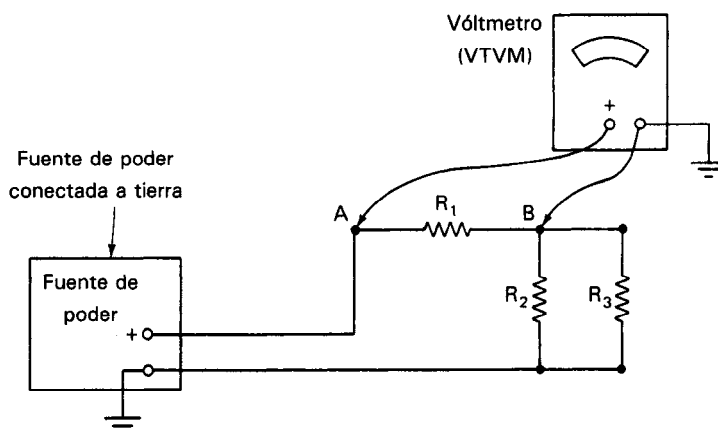 Vóltmetro
(VTVM)
+
Fuente de poder
conectada a tierra
A
R1
B
Fuente de
poder
+
R2
R3